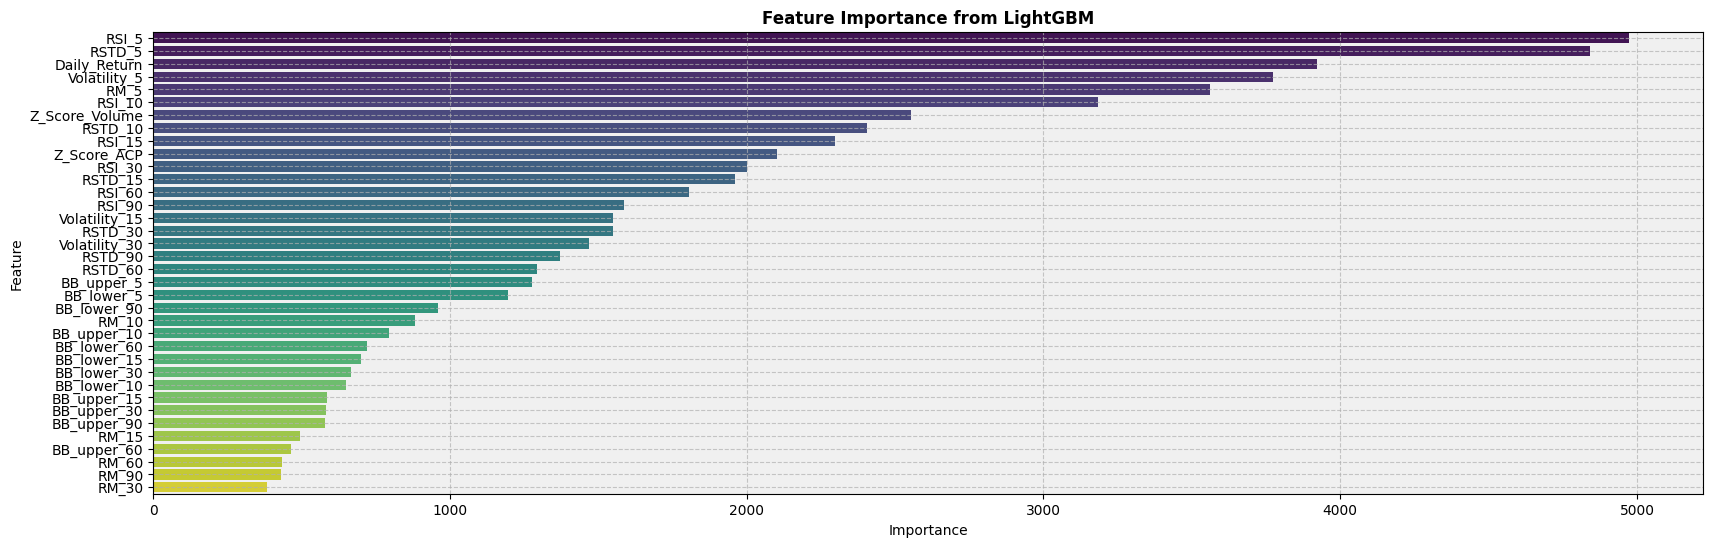 Feature Importance from LightGBM
RSI_5
RSTD_5
Daily_Return
Volatility_5
RM_5
RSI_10
Z_Score_Volume
RSTD_10
RSI_15
Z_Score_ACP
RSI_30
RSTD_15
RSI_60
RSI_90
Volatility_15
RSTD_30
Volatility_30
RSTD_90
RSTD_60
BB_upper_5
BB_lower_5
BB_lower_90
RM_10
BB_upper_10
BB_lower_60
BB_lower_15
BB_lower_30
BB_lower_10
BB_upper_15
BB_upper_30
BB_upper_90
RM_15
BB_upper_60
RM_60
RM_90
RM_30
Feature
0 1000 2000 3000 4000 5000
Importance